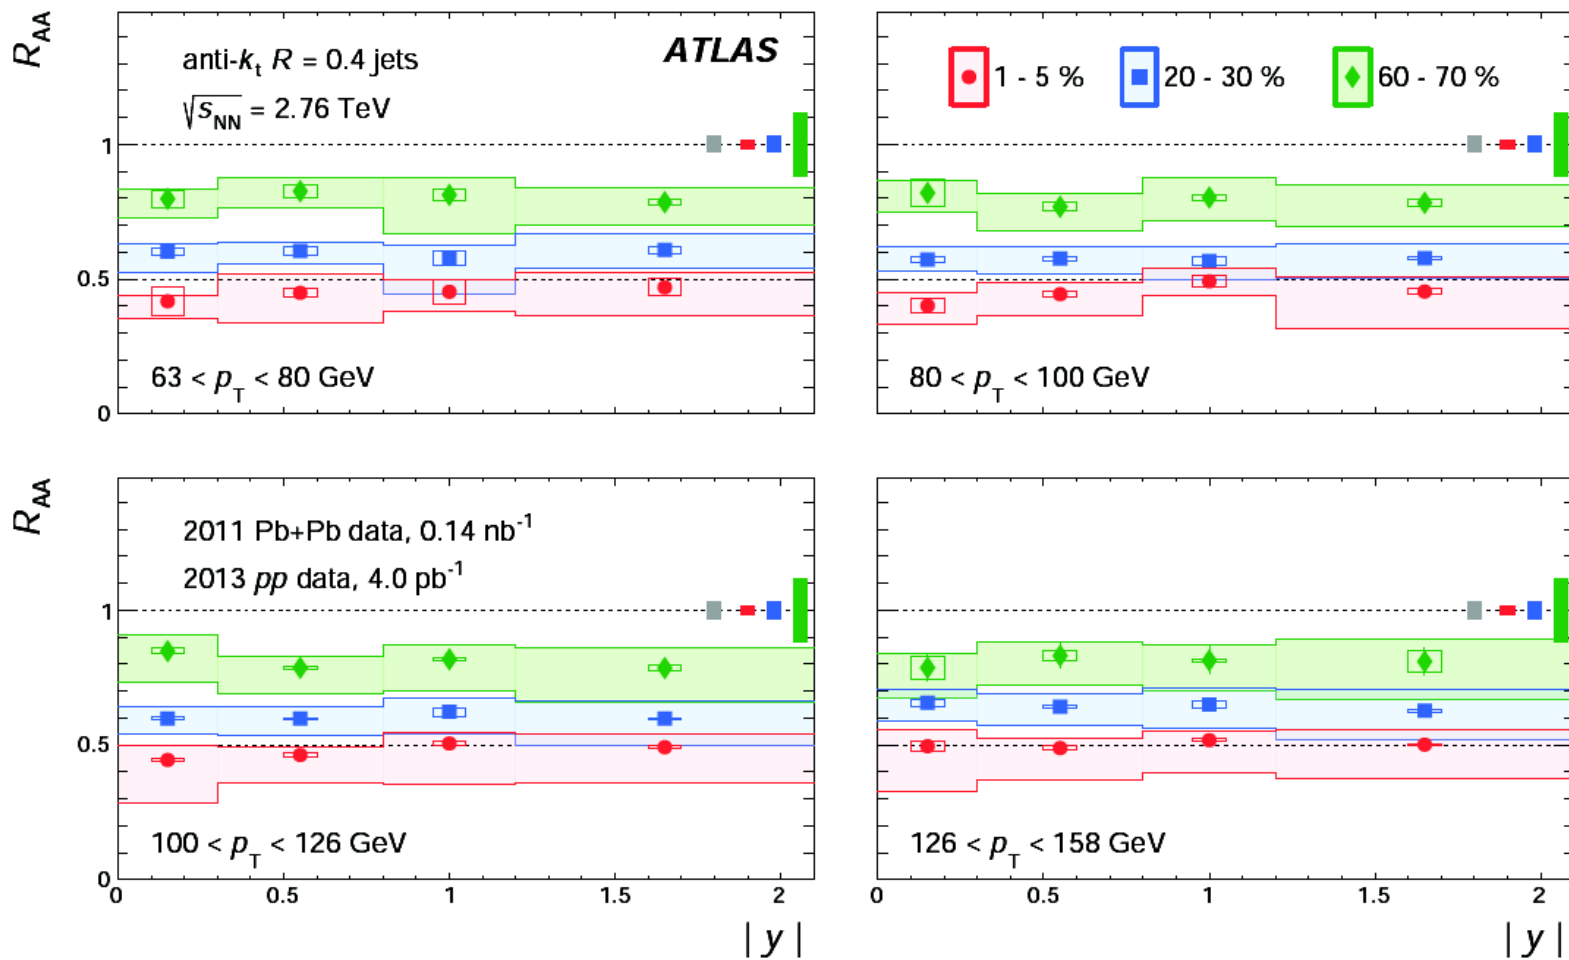 R_AA
anti-k_t R = 0.4 jets
ATLAS
√s_NN = 2.76 TeV
1 - 5 % 20 - 30 % 60 - 70 %
1
0.5
0
63 < p_T < 80 GeV
80 < p_T < 100 GeV
R_AA
2011 Pb+Pb data, 0.14 nb⁻¹
2013 pp data, 4.0 pb⁻¹
1
0.5
0
100 < p_T < 126 GeV
126 < p_T < 158 GeV
0 0.5 1 1.5 2
0 0.5 1 1.5 2
| y |
| y |